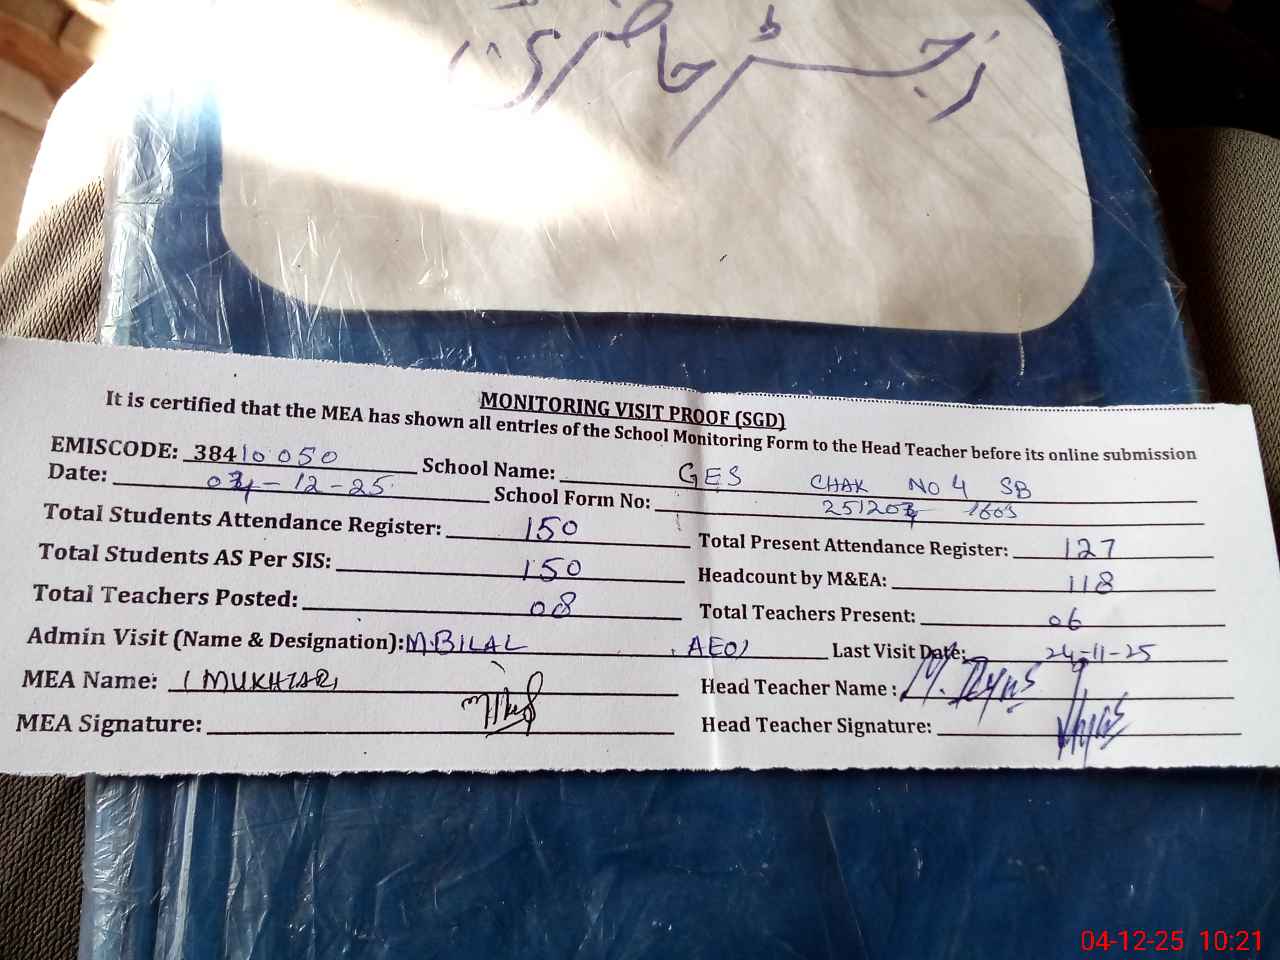 رجسٹر حاضری
MONITORING VISIT PROOF (SGD)
It is certified that the MEA has shown all entries of the School Monitoring Form to the Head Teacher before its online submission
EMISCODE: 38410050 School Name: GES CHAK NO 4 SB
Date: 04-12-25 School Form No: 251204 1603
Total Students Attendance Register: 150 Total Present Attendance Register: 127
Total Students AS Per SIS: 150 Headcount by M&EA: 118
Total Teachers Posted: 08 Total Teachers Present: 06
Admin Visit (Name & Designation): M.BILAL AEO Last Visit Date: 24-11-25
MEA Name: MUKHTAR Head Teacher Name : M.
MEA Signature: Head Teacher Signature:
04-12-25 10:21